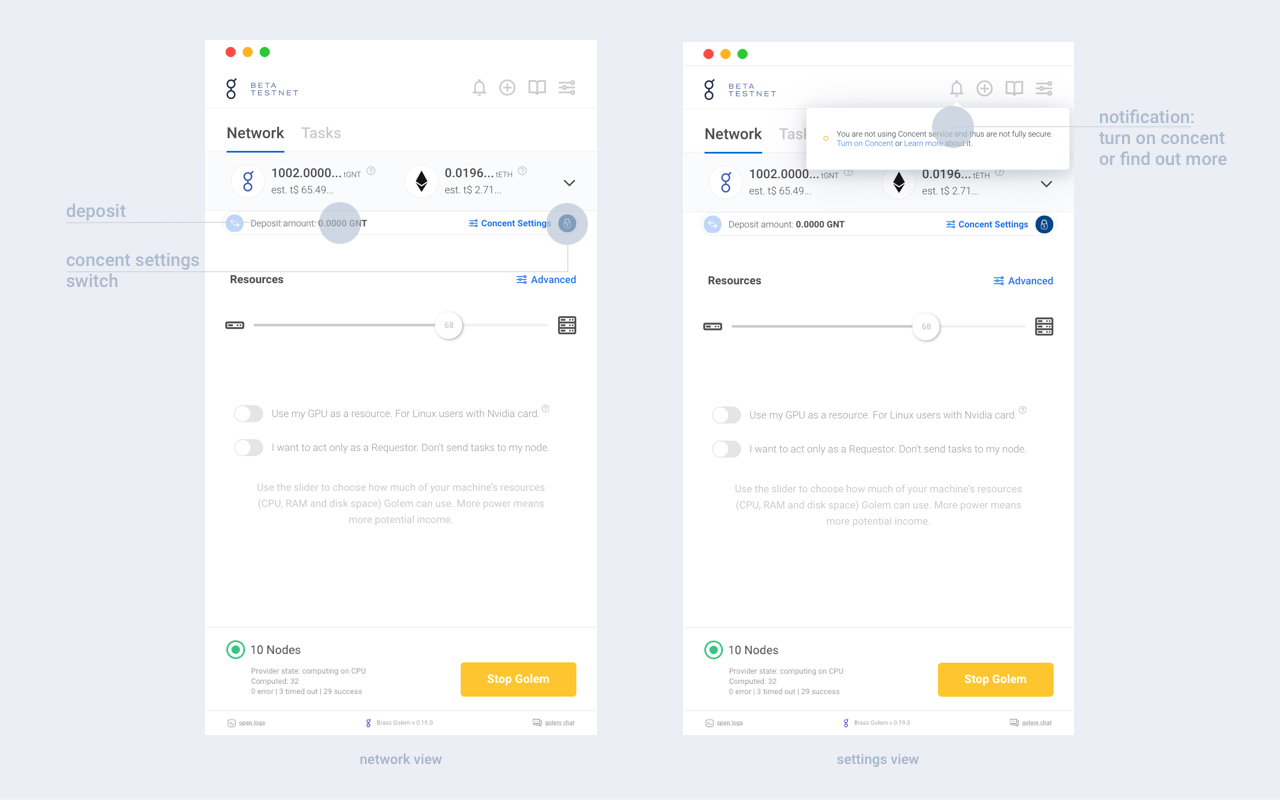 BETA
TESTNET
Network
Tasks
1002.0000... tGNT
est. t$ 65.49...
0.0196... tETH
est. t$ 2.71...
deposit
Deposit amount: 0.0000 GNT
Concent Settings
concent settings
switch
Resources
Advanced
68
Use my GPU as a resource. For Linux users with Nvidia card.
I want to act only as a Requestor. Don't send tasks to my node.
Use the slider to choose how much of your machine's resources
(CPU, RAM and disk space) Golem can use. More power means
more potential income.
10 Nodes
Provider state: computing on CPU
Computed: 32
0 error | 3 timed out | 29 success
Stop Golem
open logs
Brass Golem v 0.19.0
golem chat
network view
BETA
TESTNET
Network
You are not using Concent service and thus are not fully secure.
Turn on Concent or Learn more about it.
notification:
turn on concent
or find out more
1002.0000... tGNT
est. t$ 65.49...
0.0196... tETH
est. t$ 2.71...
Deposit amount: 0.0000 GNT
Concent Settings
Resources
Advanced
68
Use my GPU as a resource. For Linux users with Nvidia card.
I want to act only as a Requestor. Don't send tasks to my node.
Use the slider to choose how much of your machine's resources
(CPU, RAM and disk space) Golem can use. More power means
more potential income.
10 Nodes
Provider state: computing on CPU
Computed: 32
0 error | 3 timed out | 29 success
Stop Golem
open logs
Brass Golem v 0.19.0
golem chat
settings view